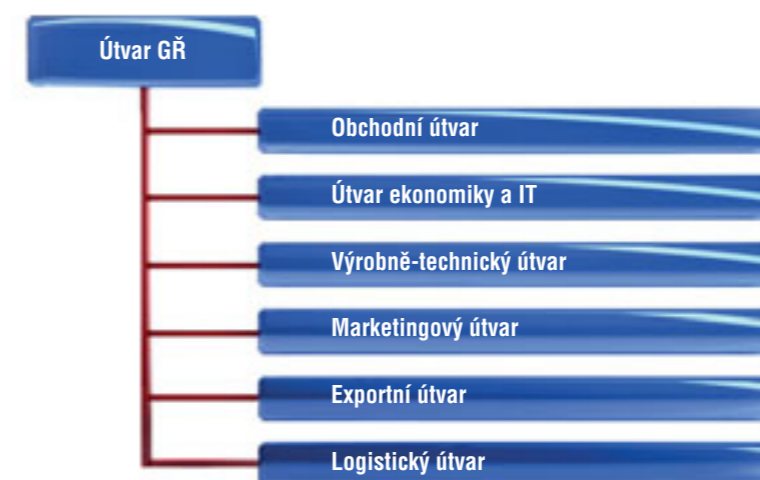 Útvar GŘ
Obchodní útvar
Útvar ekonomiky a IT
Výrobně-technický útvar
Marketingový útvar
Exportní útvar
Logistický útvar